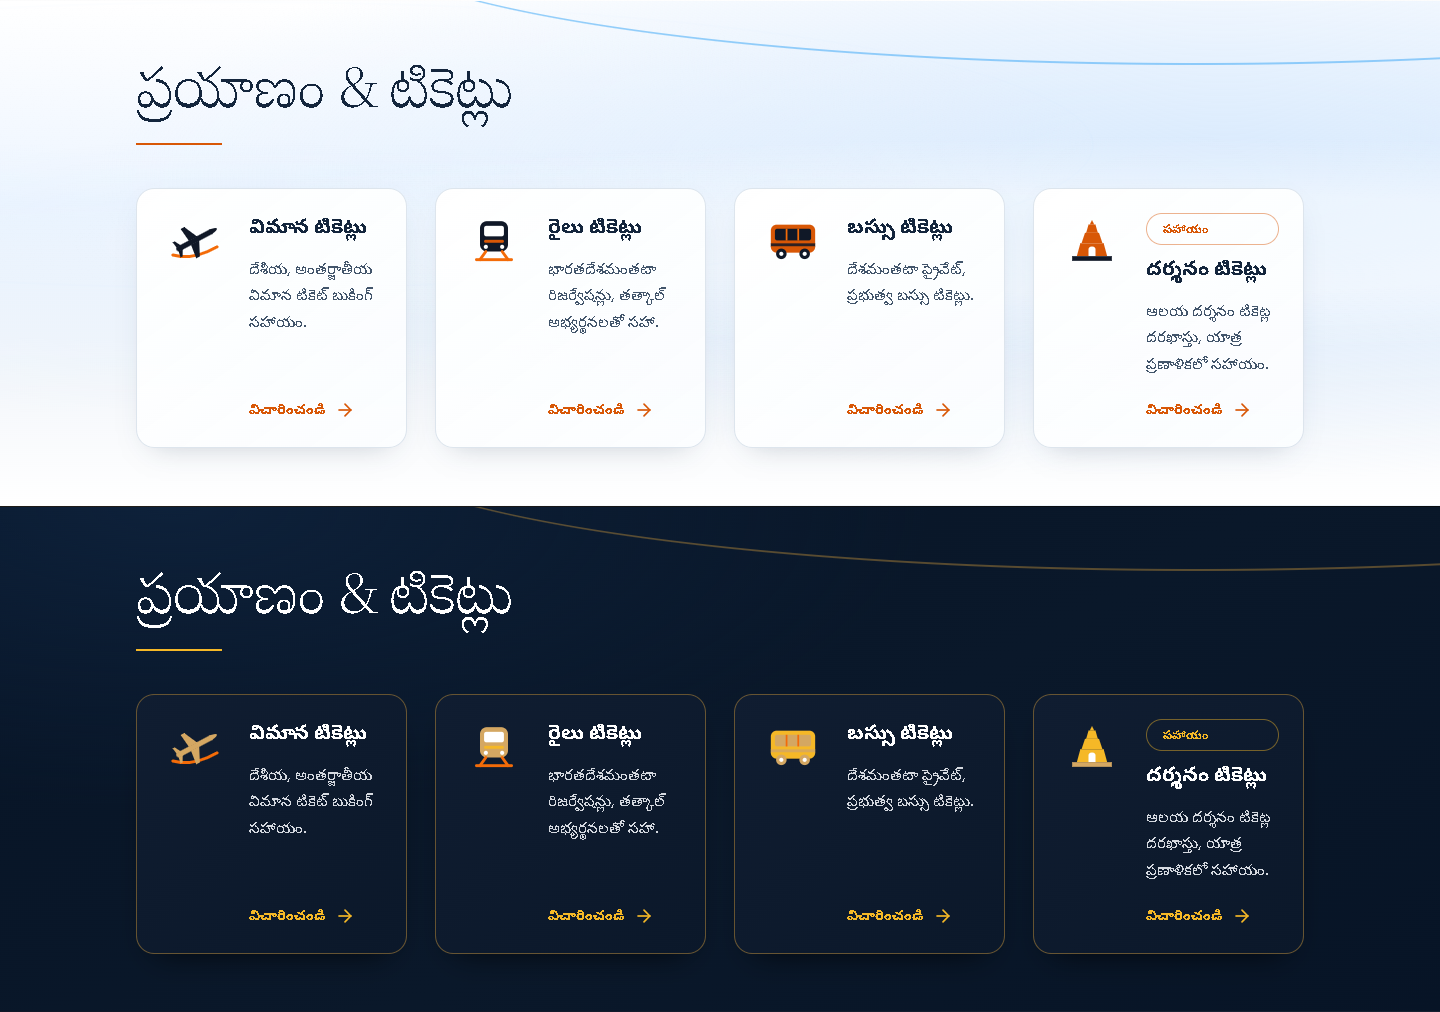 ప్రయాణం & టికెట్లు
విమాన టికెట్లు
దేశీయ, అంతర్జాతీయ
విమాన టికెట్ బుకింగ్
సహాయం.
విచారించండి
రైలు టికెట్లు
భారతదేశమంతటా
రిజర్వేషన్లు, తత్కాల్
అభ్యర్థనలతో సహా.
విచారించండి
బస్సు టికెట్లు
దేశమంతటా ప్రైవేట్,
ప్రభుత్వ బస్సు టికెట్లు.
విచారించండి
సహాయం
దర్శనం టికెట్లు
ఆలయ దర్శనం టికెట్ల
దరఖాస్తు, యాత్ర
ప్రణాళికలో సహాయం.
విచారించండి
ప్రయాణం & టికెట్లు
విమాన టికెట్లు
దేశీయ, అంతర్జాతీయ
విమాన టికెట్ బుకింగ్
సహాయం.
విచారించండి
రైలు టికెట్లు
భారతదేశమంతటా
రిజర్వేషన్లు, తత్కాల్
అభ్యర్థనలతో సహా.
విచారించండి
బస్సు టికెట్లు
దేశమంతటా ప్రైవేట్,
ప్రభుత్వ బస్సు టికెట్లు.
విచారించండి
సహాయం
దర్శనం టికెట్లు
ఆలయ దర్శనం టికెట్ల
దరఖాస్తు, యాత్ర
ప్రణాళికలో సహాయం.
విచారించండి